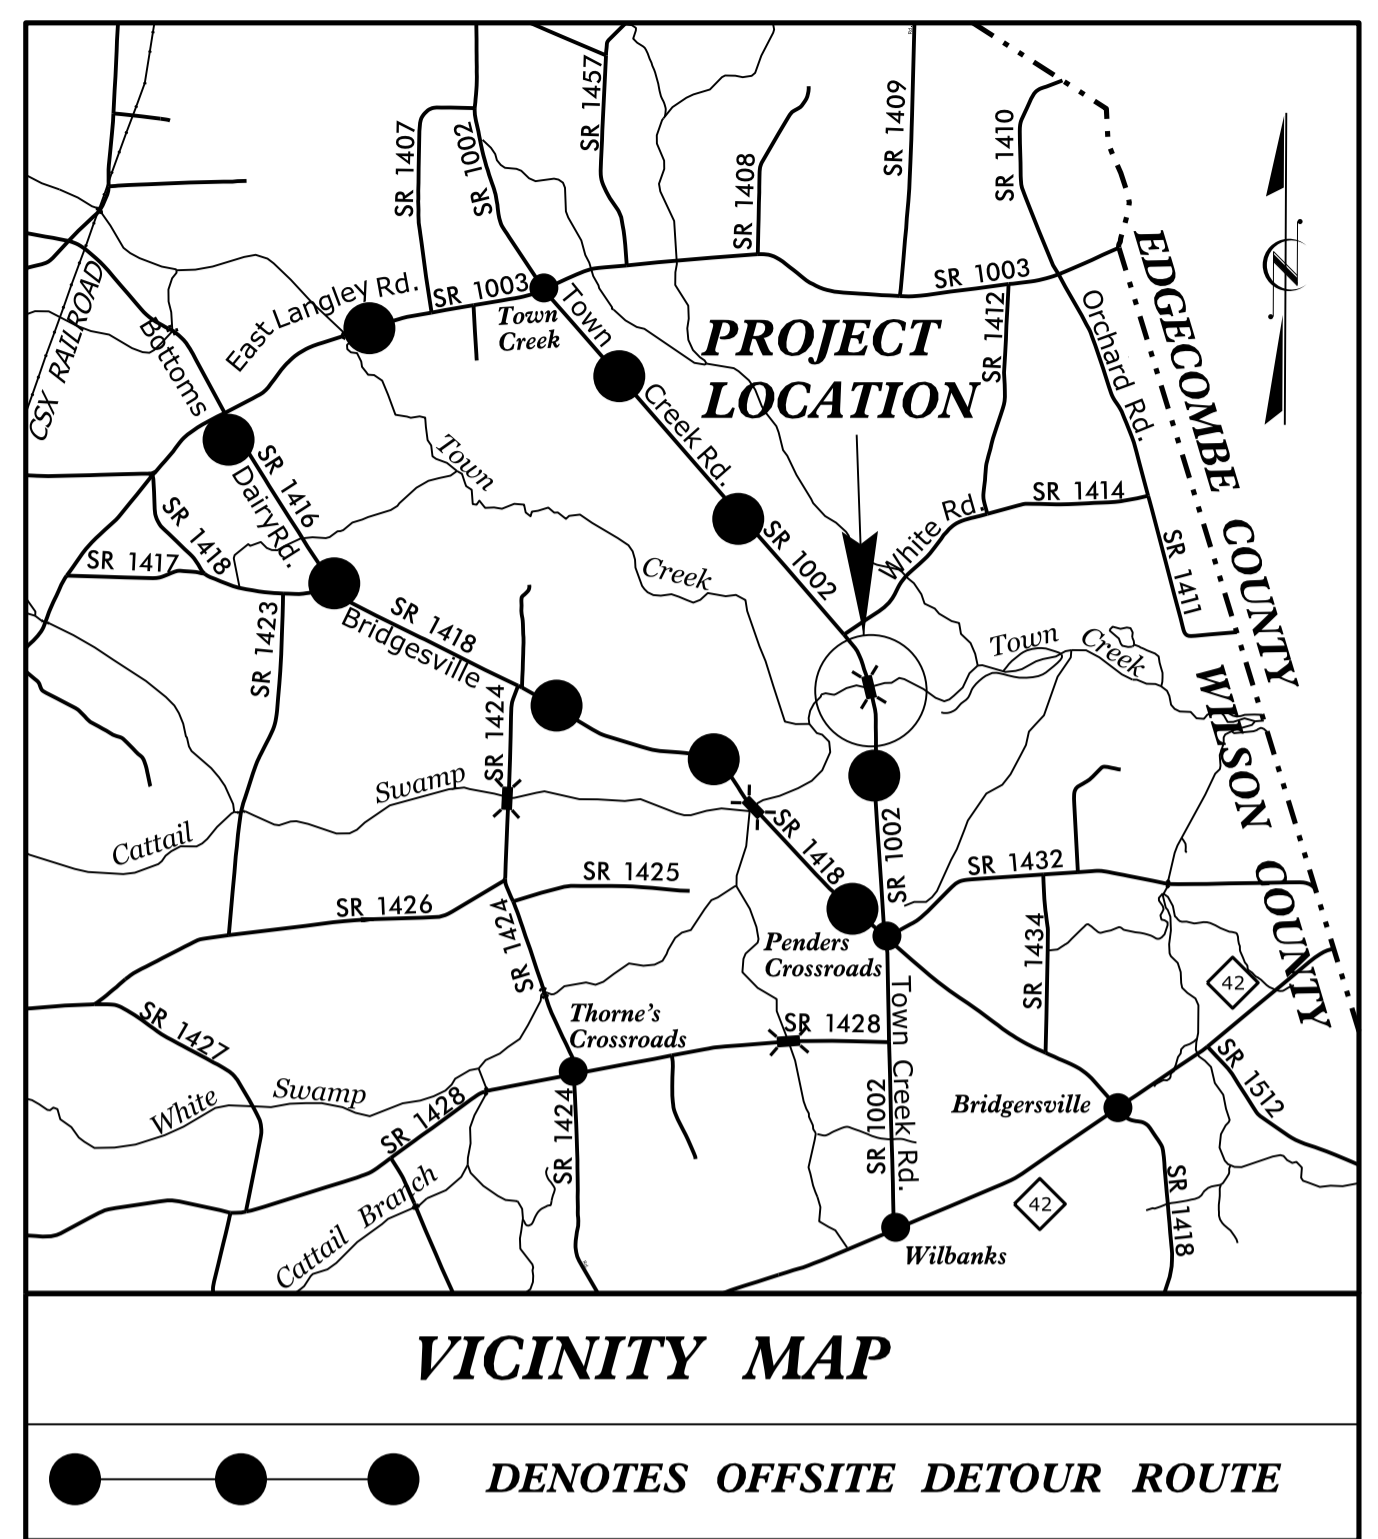 SR 1457
SR 1409
SR 1407
SR 1002
SR 1408
SR 1410
EDGECOMBE COUNTY
CSX RAILROAD
Bottoms
East Langley Rd.
SR 1003
Town
Creek
Town
SR 1003
SR 1412
Orchard Rd.
PROJECT
LOCATION
N
Creek Rd.
Town
SR 1416
Dairy Rd.
SR 1418
SR 1417
SR 1002
White Rd.
SR 1414
SR 1411
Creek
SR 1423
SR 1418
Bridgesville
Town Creek
WILSON COUNTY
SR 1424
Swamp
Cattail
SR 1418
SR 1002
SR 1432
SR 1425
SR 1426
SR 1424
SR 1434
Penders
Crossroads
42
Thorne's
Crossroads
SR 1428
Town Creek Rd.
SR 1427
White
Swamp
SR 1428
SR 1424
SR 1002
Bridgersville
SR 1512
Cattail Branch
42
SR 1418
Wilbanks
VICINITY MAP
DENOTES OFFSITE DETOUR ROUTE